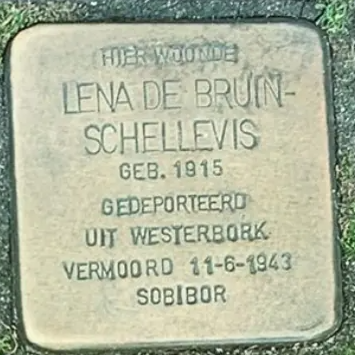 HIER WOONDE
LENA DE BRUIN-
SCHELLEVIS
GEB. 1915
GEDEPORTEERD
UIT WESTERBORK
VERMOORD 11-6-1943
SOBIBOR